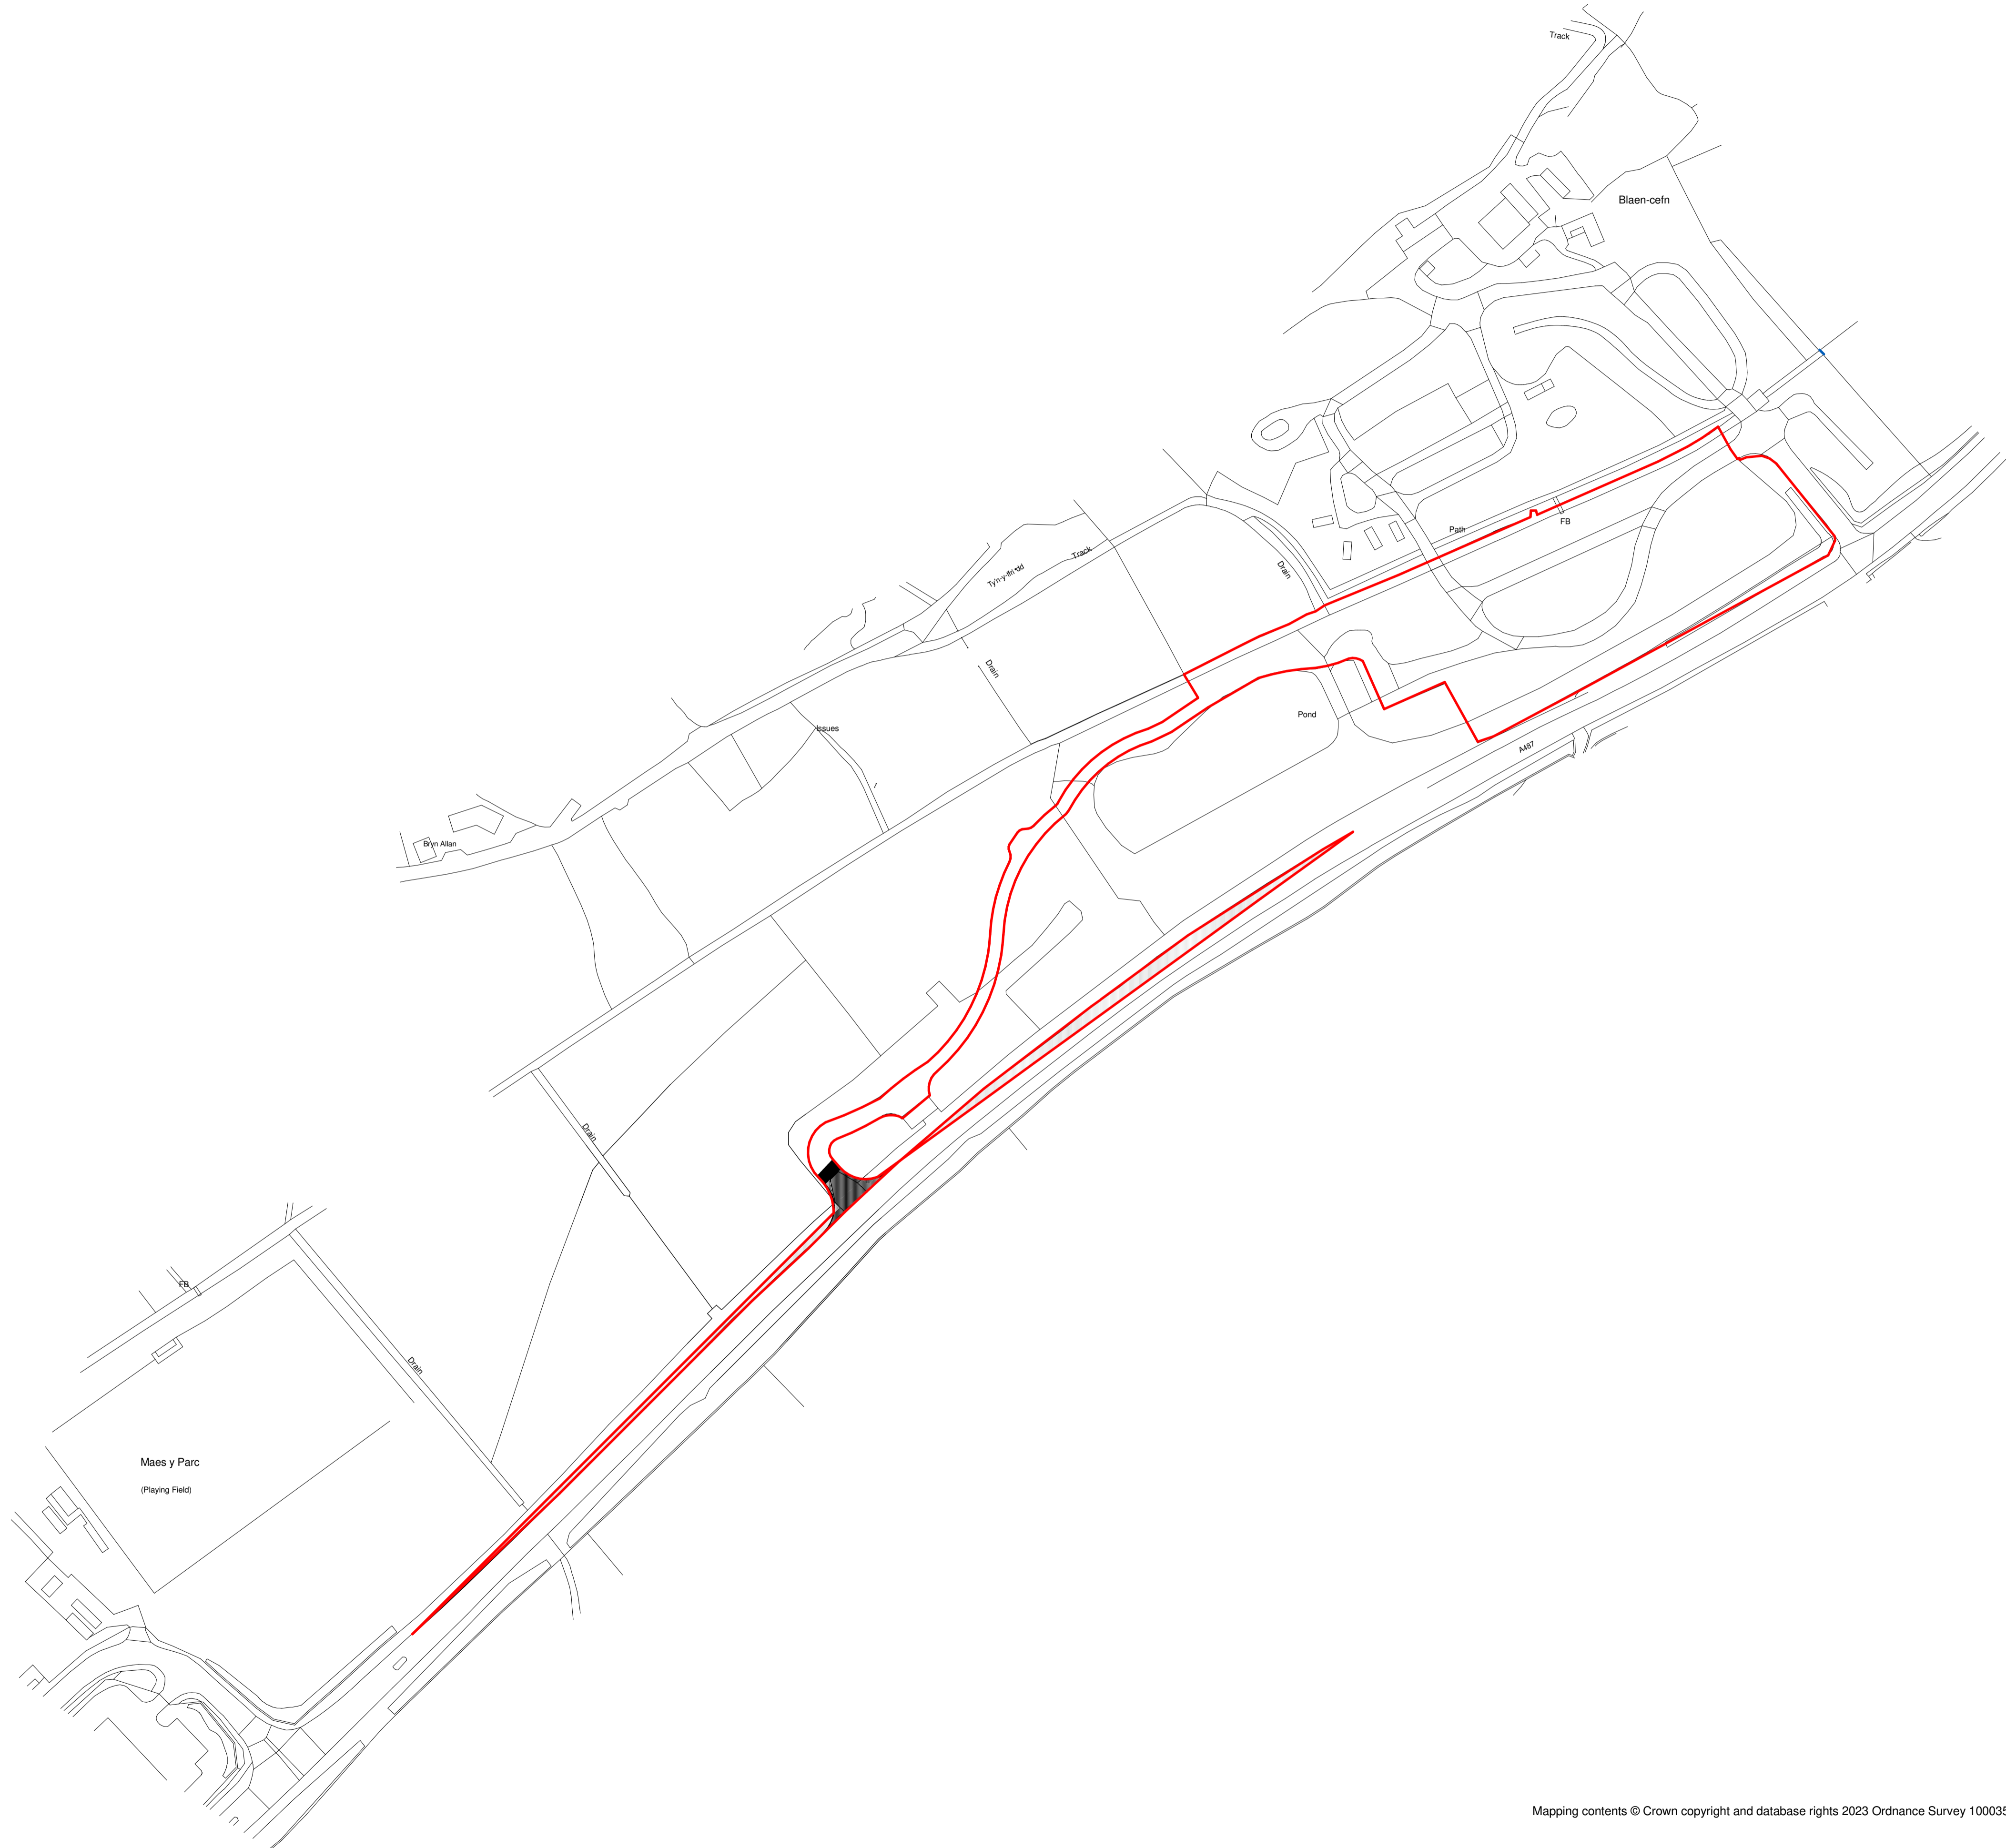 Track
Blaen-cefn
Path
FB
Track
Drain
Drain
Pond
Issues
A487
Bryn Allan
Drain
FB
Drain
Maes y Parc
(Playing Field)
Mapping contents © Crown copyright and database rights 2023 Ordnance Survey 100035